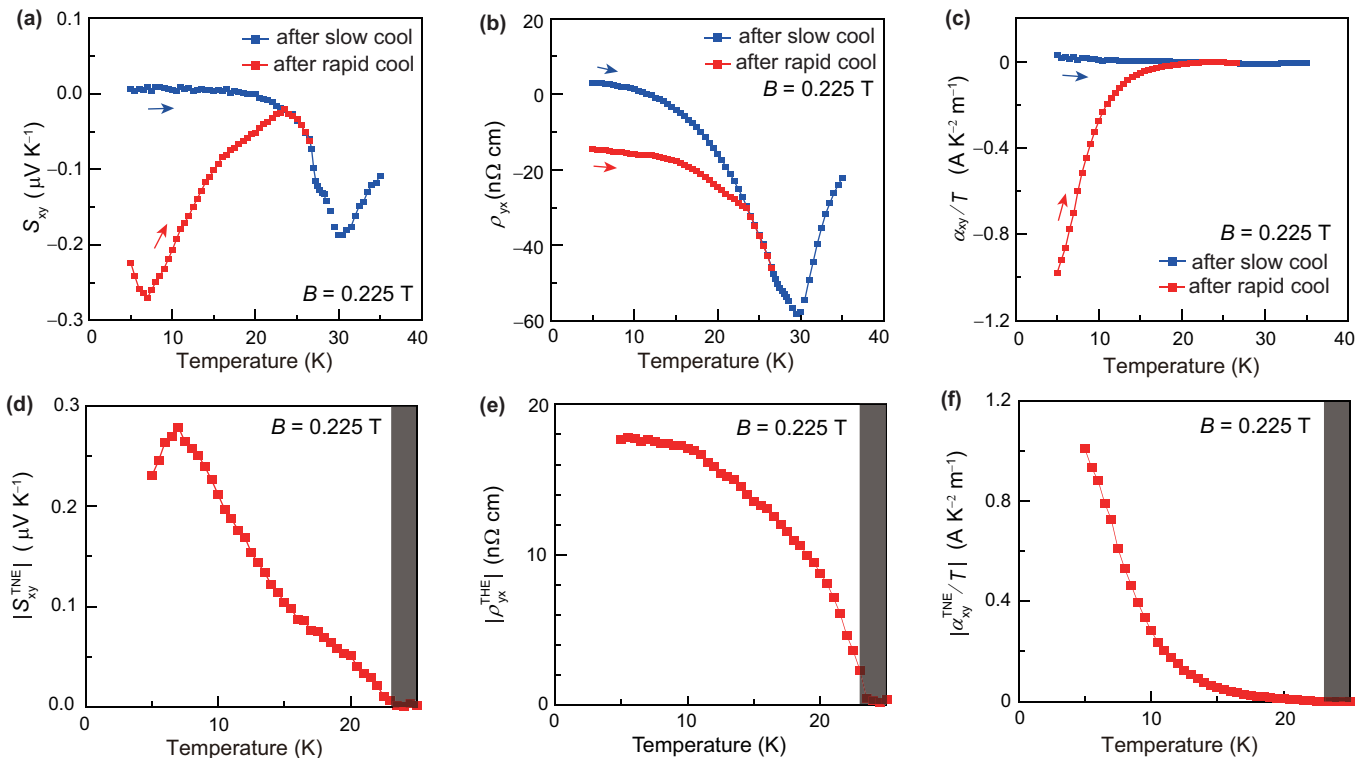 (a)
S_xy (μV K⁻¹)
0.1
0.0
−0.1
−0.2
−0.3
after slow cool
after rapid cool
B = 0.225 T
0 10 20 30 40
Temperature (K)
(b)
ρ_yx (nΩ cm)
20
0
−20
−40
−60
after slow cool
after rapid cool
B = 0.225 T
0 10 20 30 40
Temperature (K)
(c)
α_xy/T (A K⁻² m⁻¹)
0
−0.4
−0.8
−1.2
B = 0.225 T
after slow cool
after rapid cool
0 10 20 30 40
Temperature (K)
(d)
|S_xy^TNE| (μV K⁻¹)
0.3
0.2
0.1
0.0
B = 0.225 T
0 10 20
Temperature (K)
(e)
|ρ_yx^THE| (nΩ cm)
20
10
0
B = 0.225 T
0 10 20
Temperature (K)
(f)
|α_xy^TNE/T| (A K⁻² m⁻¹)
1.2
0.8
0.4
0
B = 0.225 T
0 10 20
Temperature (K)